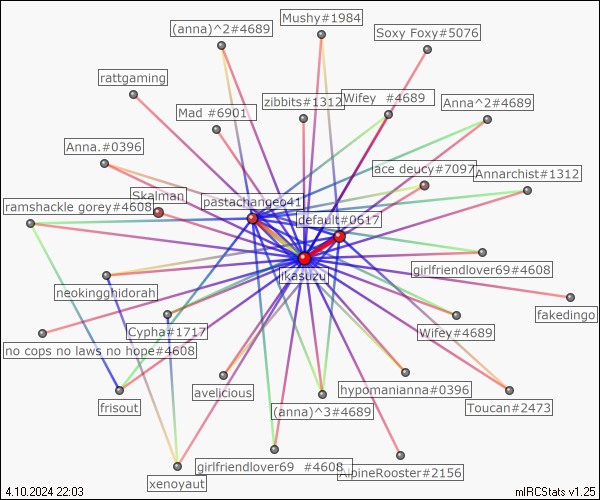 Mushy#1984
(anna)^2#4689
Soxy Foxy#5076
rattgaming
zibbits#1312
Wifey #4689
Anna^2#4689
Mad #6901
Anna.#0396
ace deucy#7097
Annarchist#1312
Skalman
pastachangeo41
ramshackle gorey#4608
default#0617
ikasuzu
girlfriendlover69#4608
neokingghidorah
fakedingo
Cypha#1717
Wifey#4689
no cops no laws no hope#4608
avelicious
hypomanianna#0396
frisout
(anna)^3#4689
Toucan#2473
girlfriendlover69 #4608
AlpineRooster#2156
xenoyaut
4.10.2024 22:03
mIRCStats v1.25